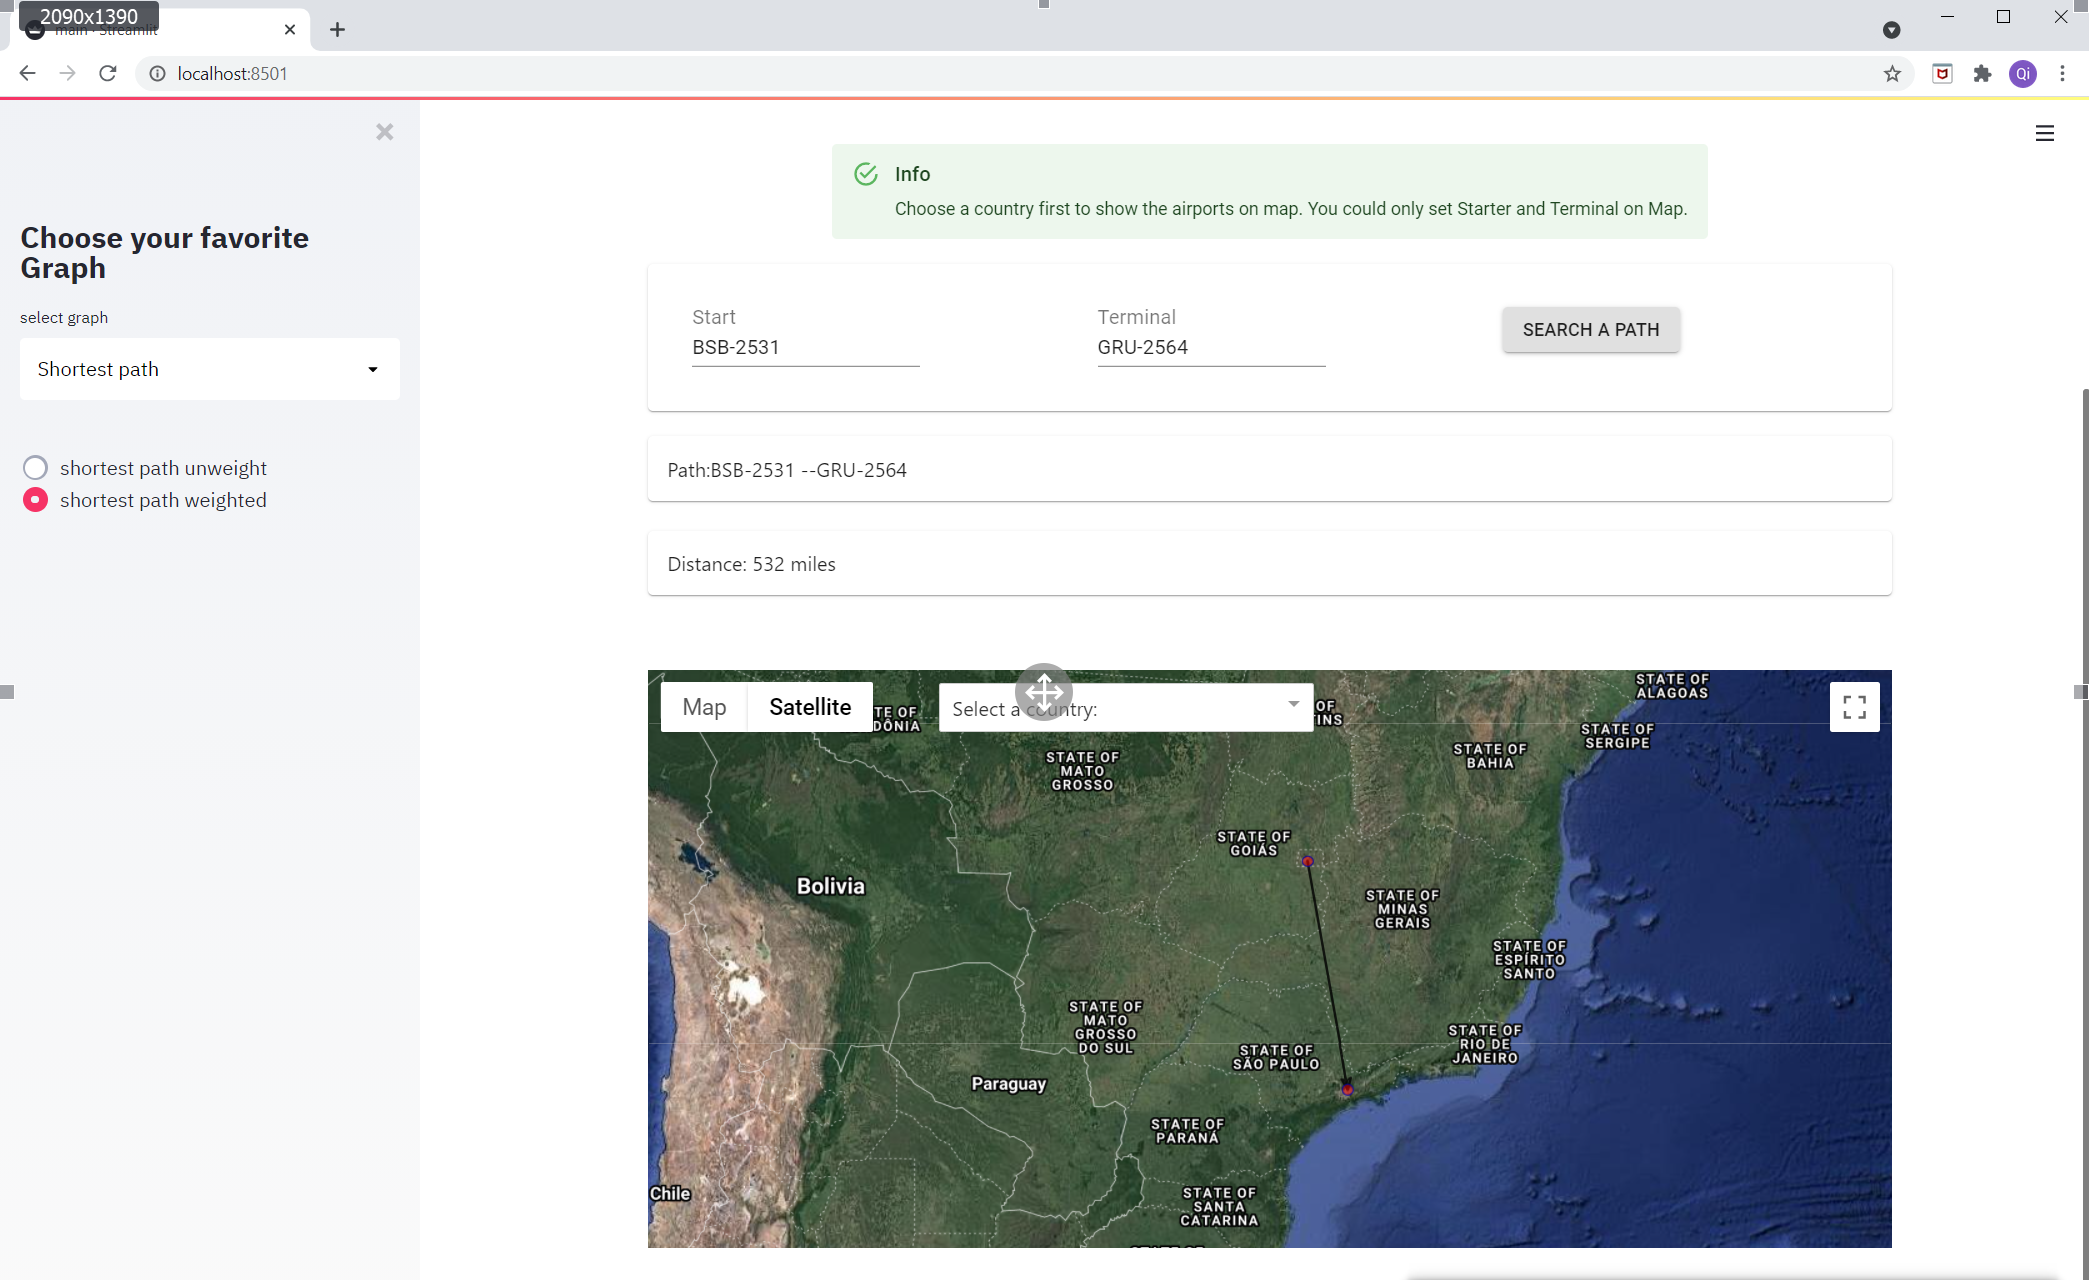 2090x1390
main · Streamlit
localhost:8501
Qi
Info
Choose a country first to show the airports on map. You could only set Starter and Terminal on Map.
Choose your favorite
Graph
select graph
Shortest path
shortest path unweight
shortest path weighted
Start
BSB-2531
Terminal
GRU-2564
SEARCH A PATH
Path:BSB-2531 --GRU-2564
Distance: 532 miles
Map
Satellite
Select a country:
TE OF
DÔNIA
OF
INS
STATE OF
ALAGOAS
STATE OF
SERGIPE
STATE OF
BAHIA
STATE OF
MATO
GROSSO
STATE OF
GOIÁS
Bolivia
STATE OF
MINAS
GERAIS
STATE OF
ESPÍRITO
SANTO
STATE OF
MATO
GROSSO
DO SUL
STATE OF
RIO DE
JANEIRO
STATE OF
SÃO PAULO
Paraguay
STATE OF
PARANÁ
Chile
STATE OF
SANTA
CATARINA